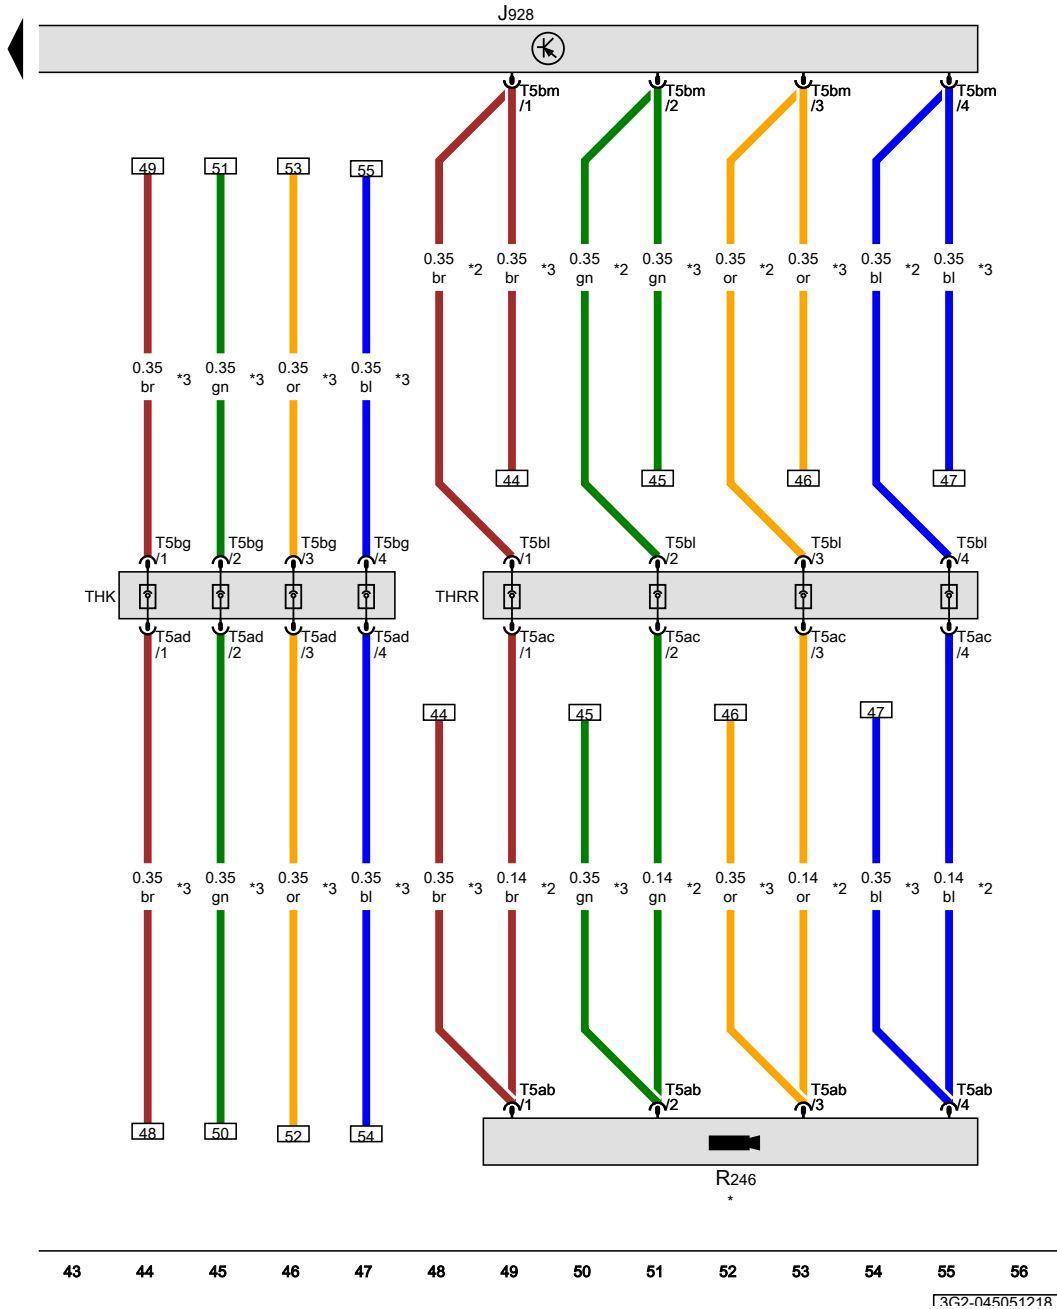 J928
T5bm T5bm T5bm T5bm
/1 /2 /3 /4
49 51 53 55
0.35 0.35 0.35 0.35 0.35 0.35 0.35 0.35
br *2 br *3 gn *2 gn *3 or *2 or *3 bl *2 bl *3
0.35 0.35 0.35 0.35
br *3 gn *3 or *3 bl *3
44 45 46 47
T5bg T5bg T5bg T5bg T5bl T5bl T5bl T5bl
/1 /2 /3 /4 /1 /2 /3 /4
THK THRR
T5ad T5ad T5ad T5ad T5ac T5ac T5ac T5ac
/1 /2 /3 /4 /1 /2 /3 /4
44 45 46 47
0.35 0.35 0.35 0.35 0.35 0.14 0.35 0.14 0.35 0.14 0.35 0.14
br *3 gn *3 or *3 bl *3 br *3 br *2 gn *3 gn *2 or *3 or *2 bl *3 bl *2
T5ab T5ab T5ab T5ab
/1 /2 /3 /4
48 50 52 54
R246
*
43 44 45 46 47 48 49 50 51 52 53 54 55 56
3G2-045051218